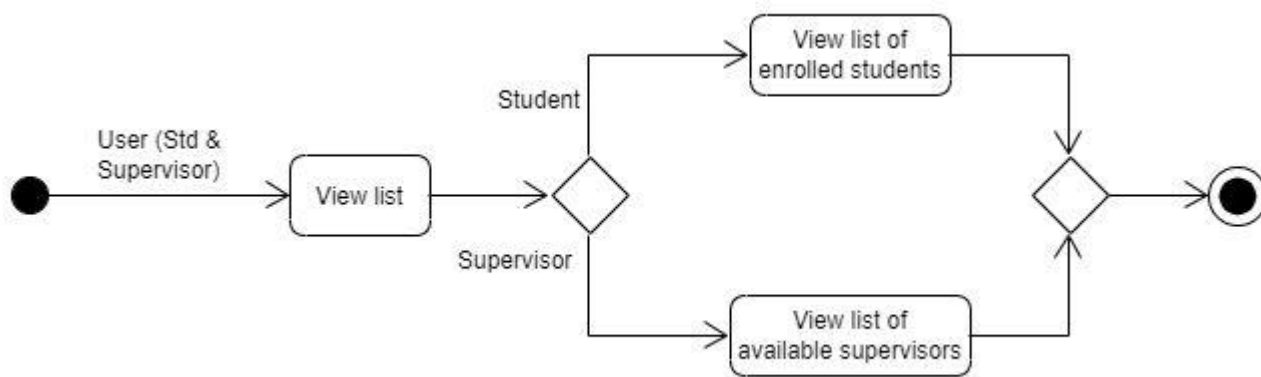 View list of
enrolled students
Student
User (Std &
Supervisor)
View list
Supervisor
View list of
available supervisors